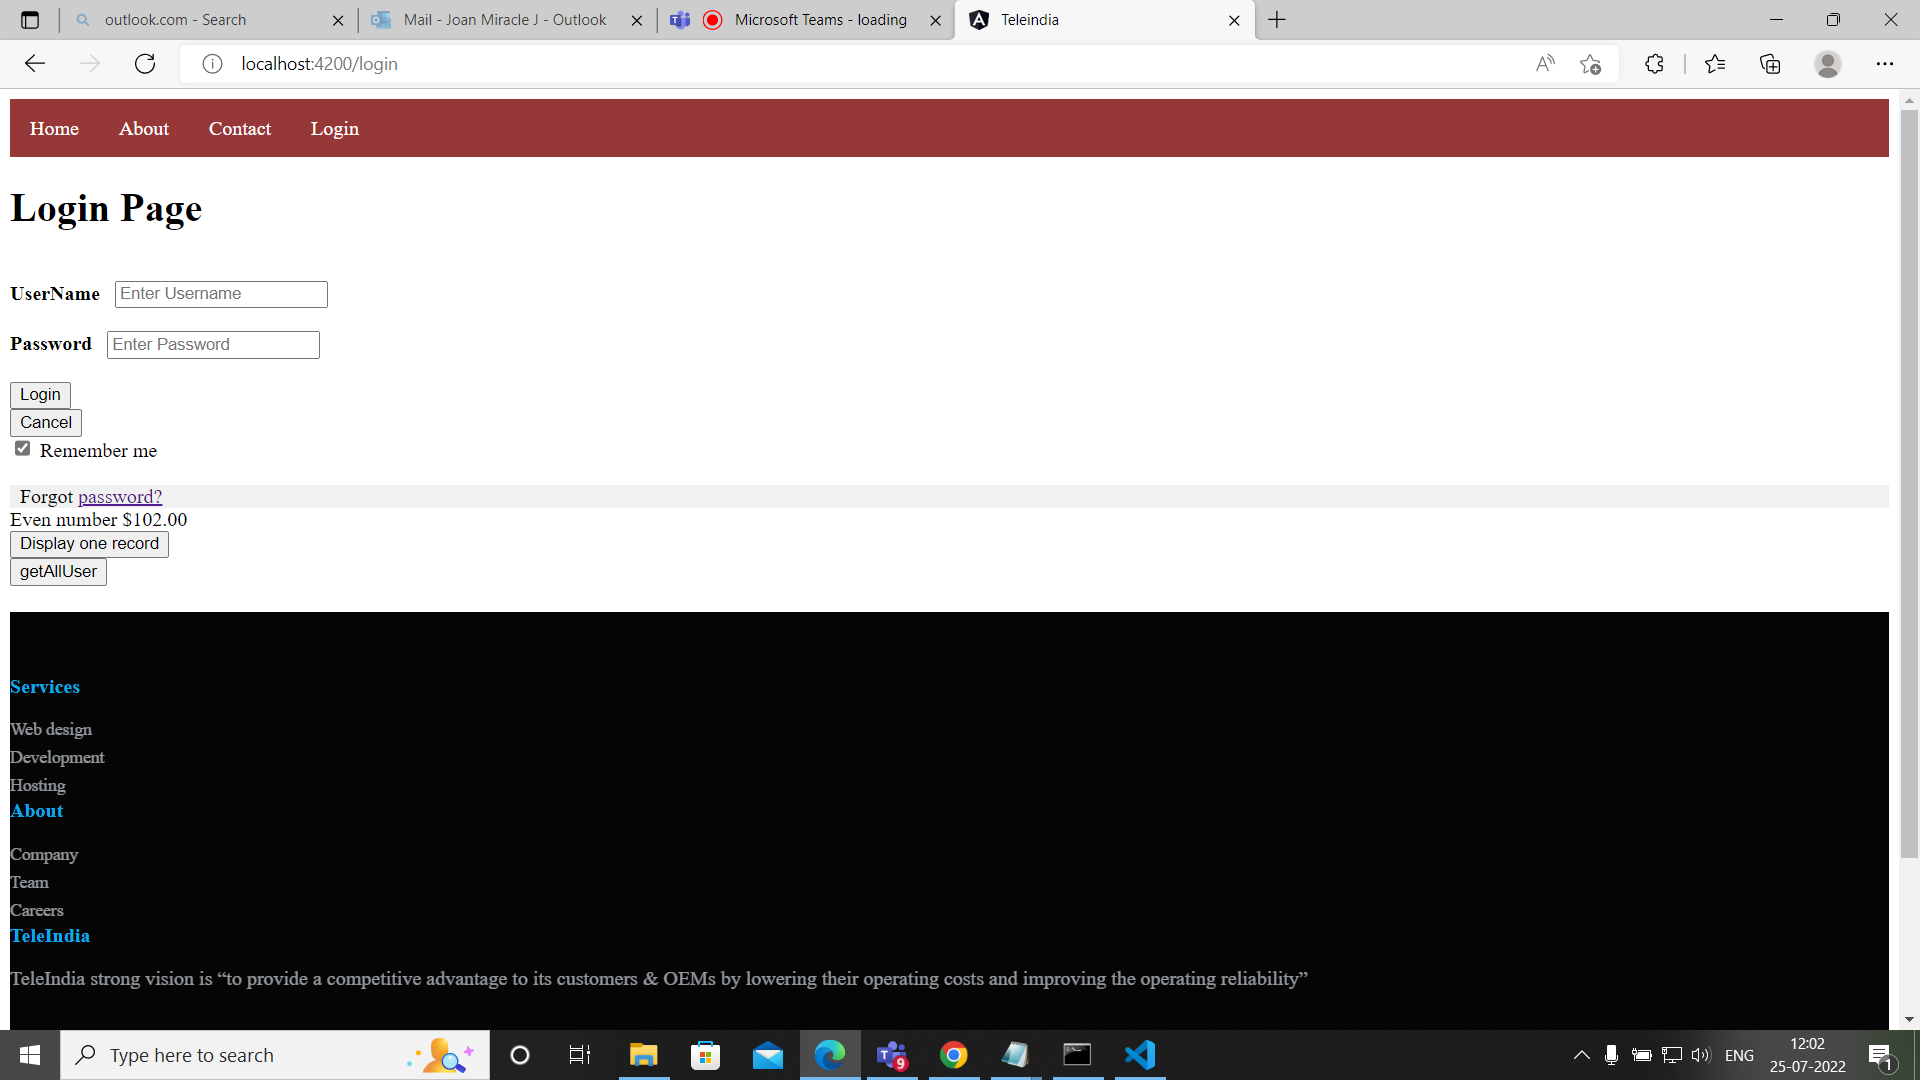 outlook.com - Search
Mail - Joan Miracle J - Outlook
Microsoft Teams - loading
Teleindia
localhost:4200/login
Home About Contact Login
Login Page
UserName Enter Username
Password Enter Password
Login
Cancel
Remember me
Forgot password?
Even number $102.00
Display one record
getAllUser
Services
Web design
Development
Hosting
About
Company
Team
Careers
TeleIndia
TeleIndia strong vision is “to provide a competitive advantage to its customers & OEMs by lowering their operating costs and improving the operating reliability”
Type here to search
9
ENG
12:02
25-07-2022
1